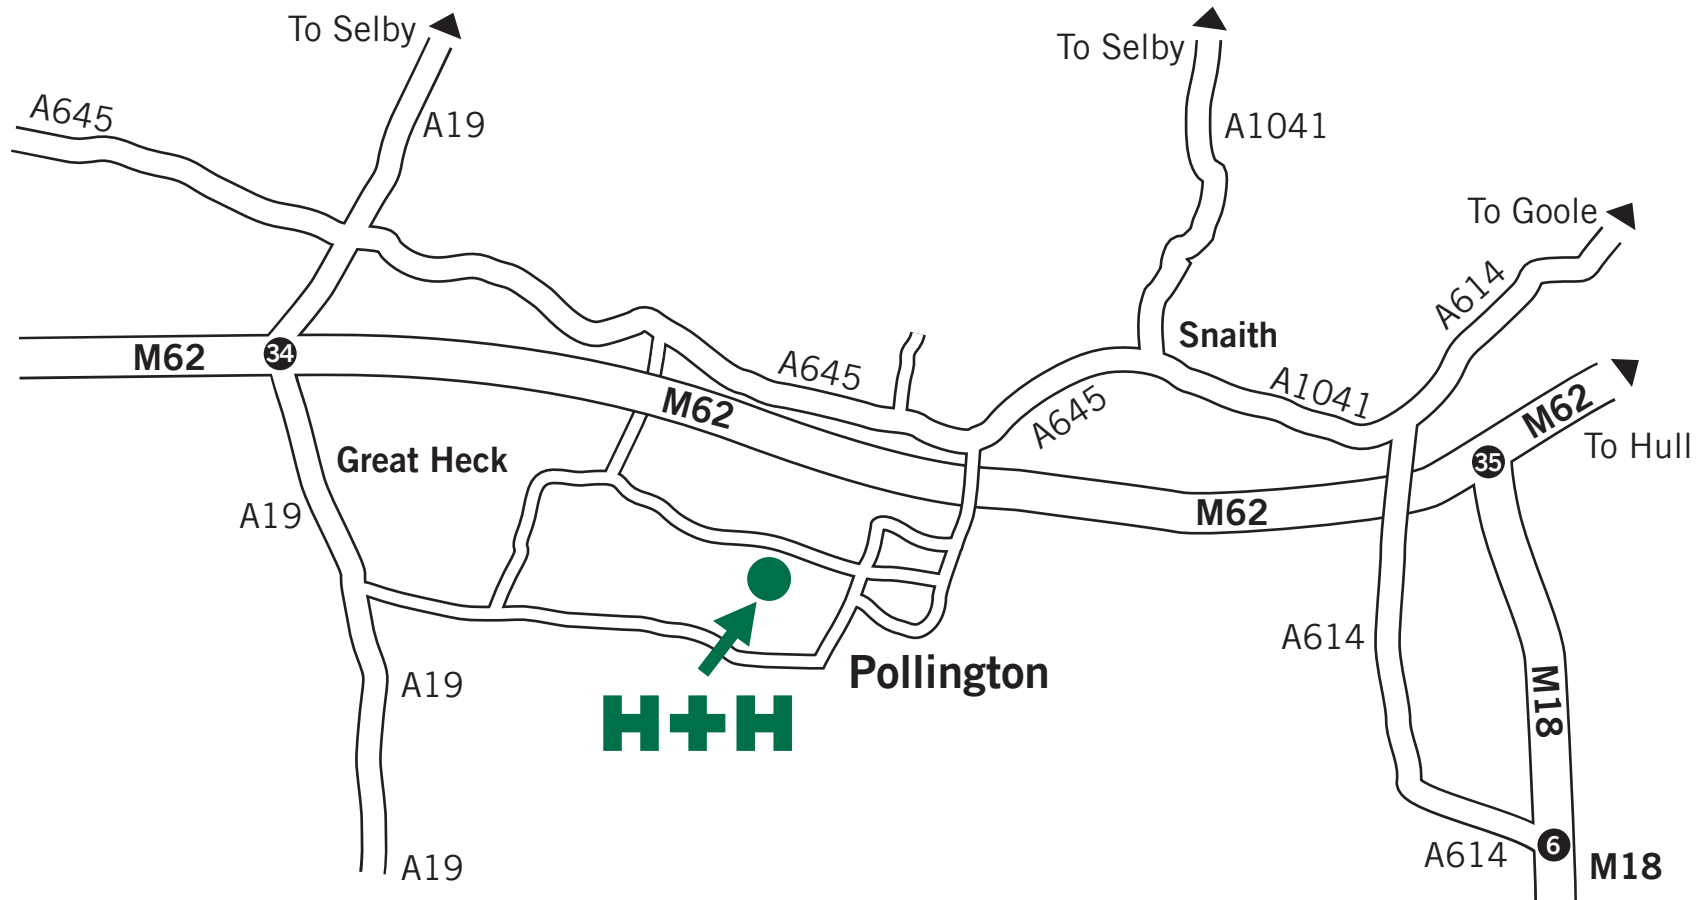 To Selby
To Selby
A645
A19
A1041
To Goole
A614
Snaith
M62
34
A645
A1041
M62
M62
A645
To Hull
Great Heck
35
A19
M62
A614
Pollington
A19
M18
H+H
6
A614
M18
A19